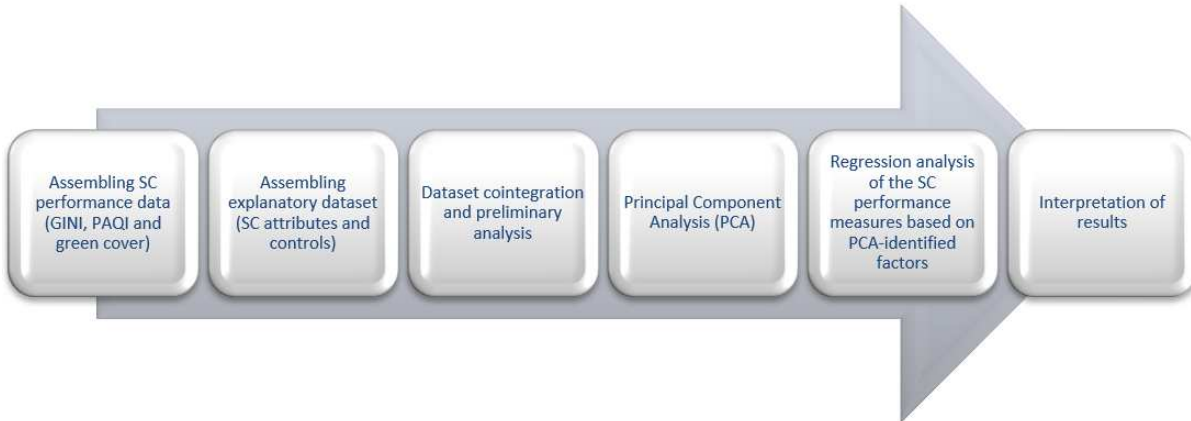 Assembling SC
performance data
(GINI, PAQI and
green cover)
Assembling
explanatory dataset
(SC attributes and
controls)
Dataset cointegration
and preliminary
analysis
Principal Component
Analysis (PCA)
Regression analysis
of the SC
performance
measures based on
PCA-identified
factors
Interpretation of
results